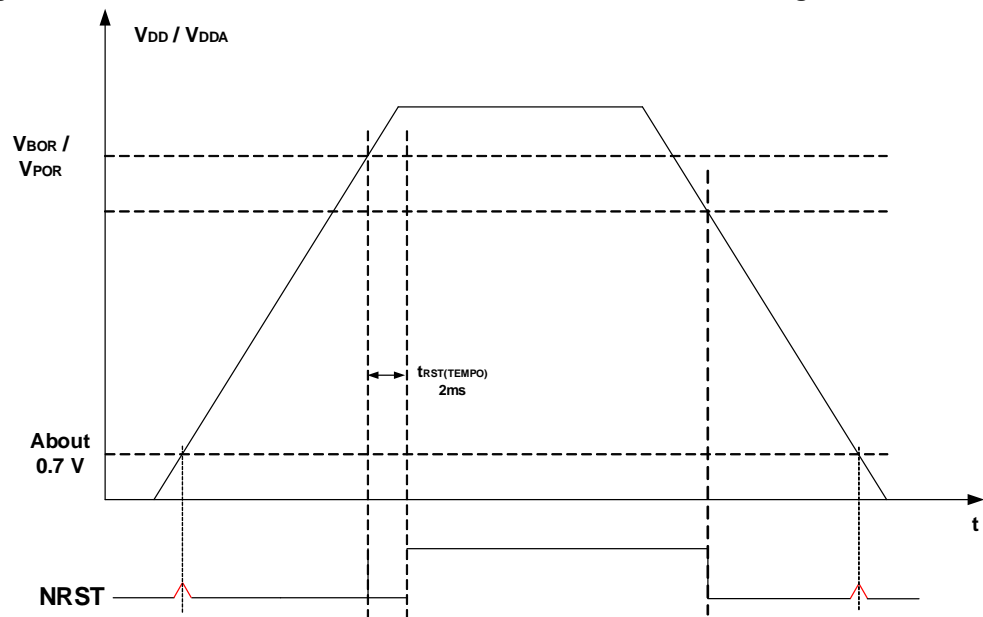 VDD / VDDA
VBOR /
VPOR
tRST(TEMPO)
2ms
About
0.7 V
t
NRST